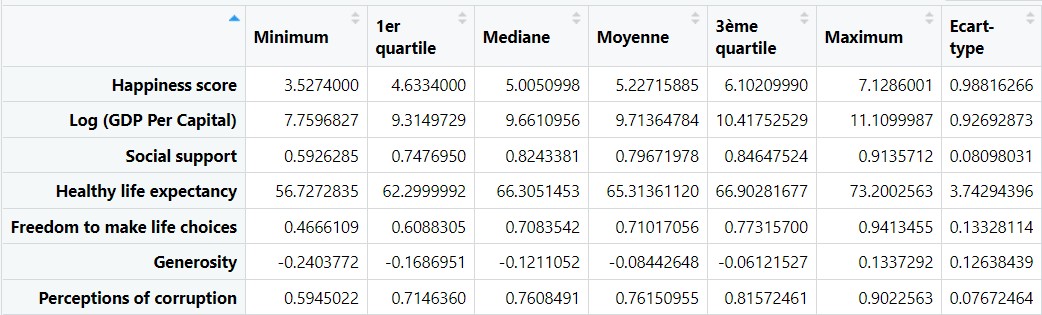 Minimum 1er quartile Mediane Moyenne 3ème quartile Maximum Ecart-type
Happiness score 3.5274000 4.6334000 5.0050998 5.22715885 6.10209990 7.1286001 0.98816266
Log (GDP Per Capital) 7.7596827 9.3149729 9.6610956 9.71364784 10.41752529 11.1099987 0.92692873
Social support 0.5926285 0.7476950 0.8243381 0.79671978 0.84647524 0.9135712 0.08098031
Healthy life expectancy 56.7272835 62.2999992 66.3051453 65.31361120 66.90281677 73.2002563 3.74294396
Freedom to make life choices 0.4666109 0.6088305 0.7083542 0.71017056 0.77315700 0.9413455 0.13328114
Generosity -0.2403772 -0.1686951 -0.1211052 -0.08442648 -0.06121527 0.1337292 0.12638439
Perceptions of corruption 0.5945022 0.7146360 0.7608491 0.76150955 0.81572461 0.9022563 0.07672464